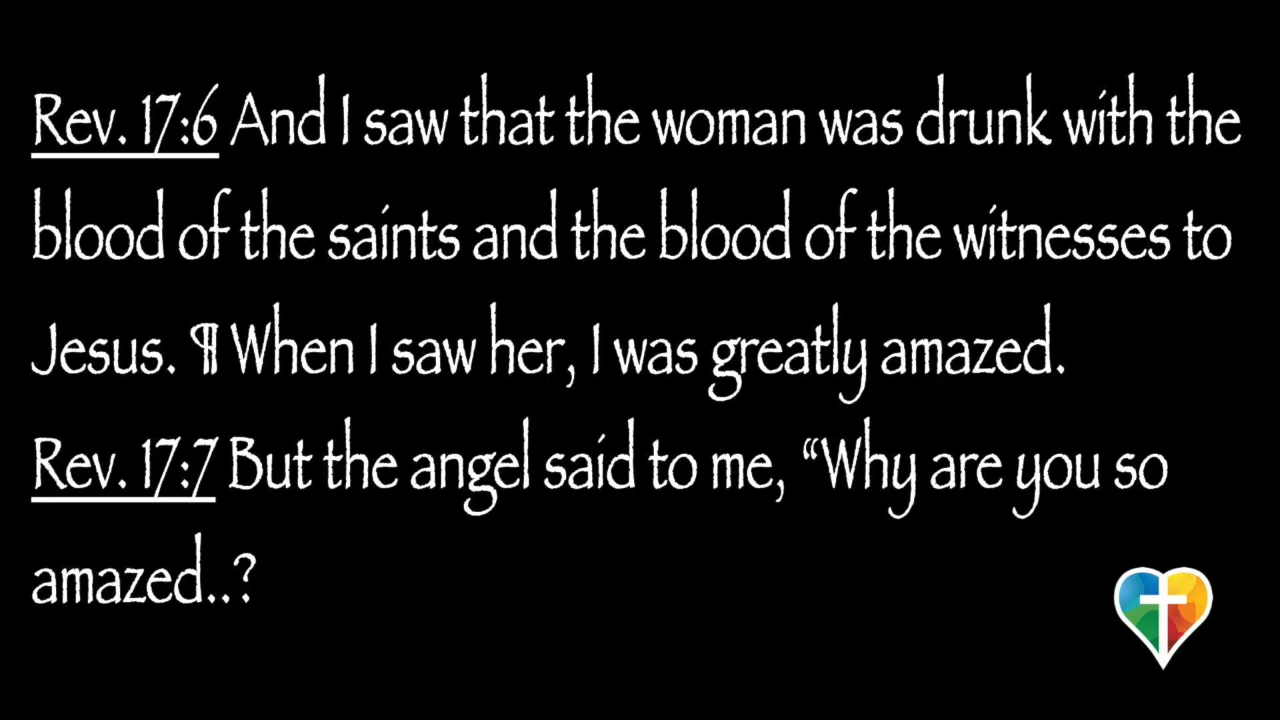 Rev. 17:6 And I saw that the woman was drunk with the
blood of the saints and the blood of the witnesses to
Jesus. ¶ When I saw her, I was greatly amazed.
Rev. 17:7 But the angel said to me, “Why are you so
amazed..?